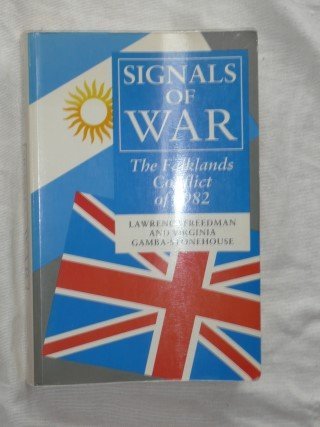 SIGNALS
OF
WAR
The Falklands
Conflict
of 1982
LAWRENCE FREEDMAN
AND VIRGINIA
GAMBA-STONEHOUSE